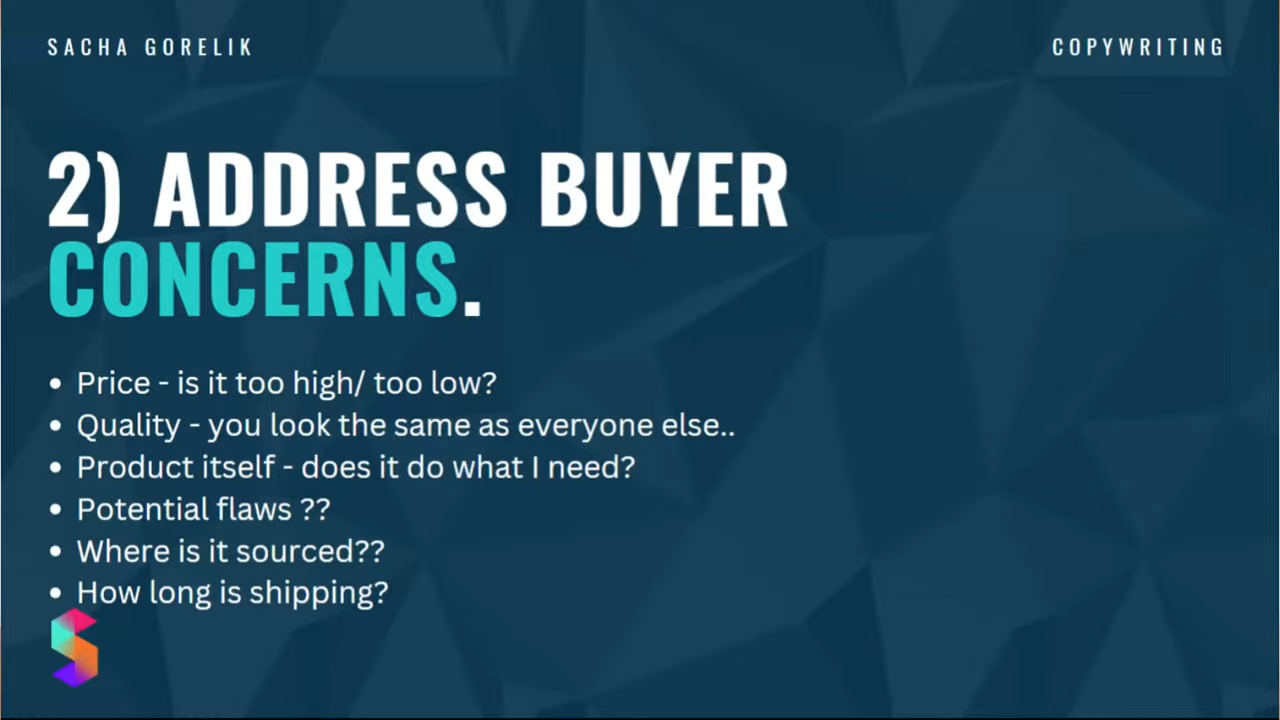 SACHA GORELIK
COPYWRITING
2) ADDRESS BUYER
CONCERNS.
• Price - is it too high/ too low?
• Quality - you look the same as everyone else..
• Product itself - does it do what I need?
• Potential flaws ??
• Where is it sourced??
• How long is shipping?